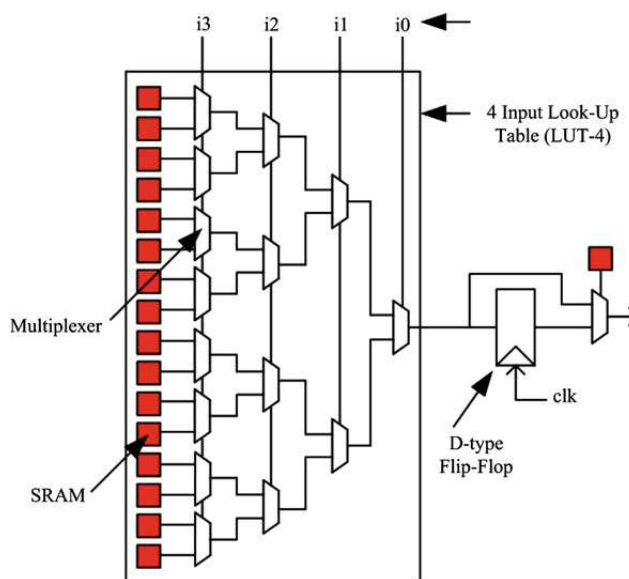 i3
i2
i1
i0
4 Input Look-Up
Table (LUT-4)
Multiplexer
clk
D-type
Flip-Flop
SRAM